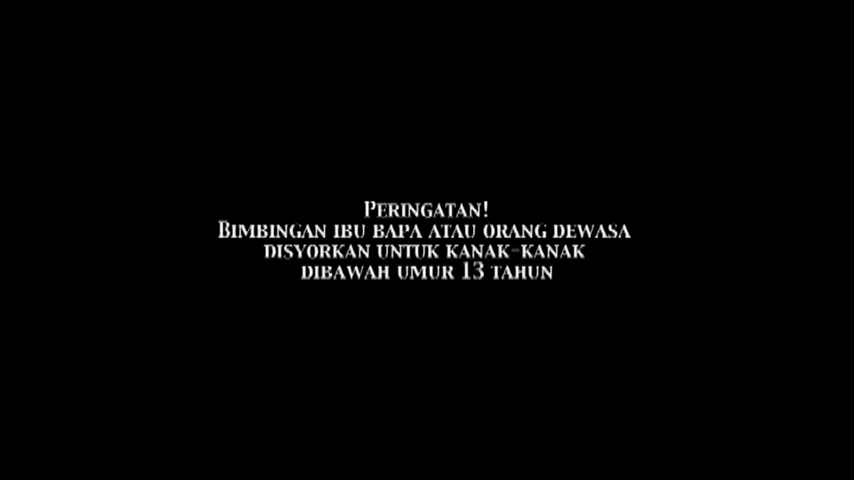 Peringatan!
Bimbingan ibu bapa atau orang dewasa
disyorkan untuk kanak-kanak
dibawah umur 13 tahun